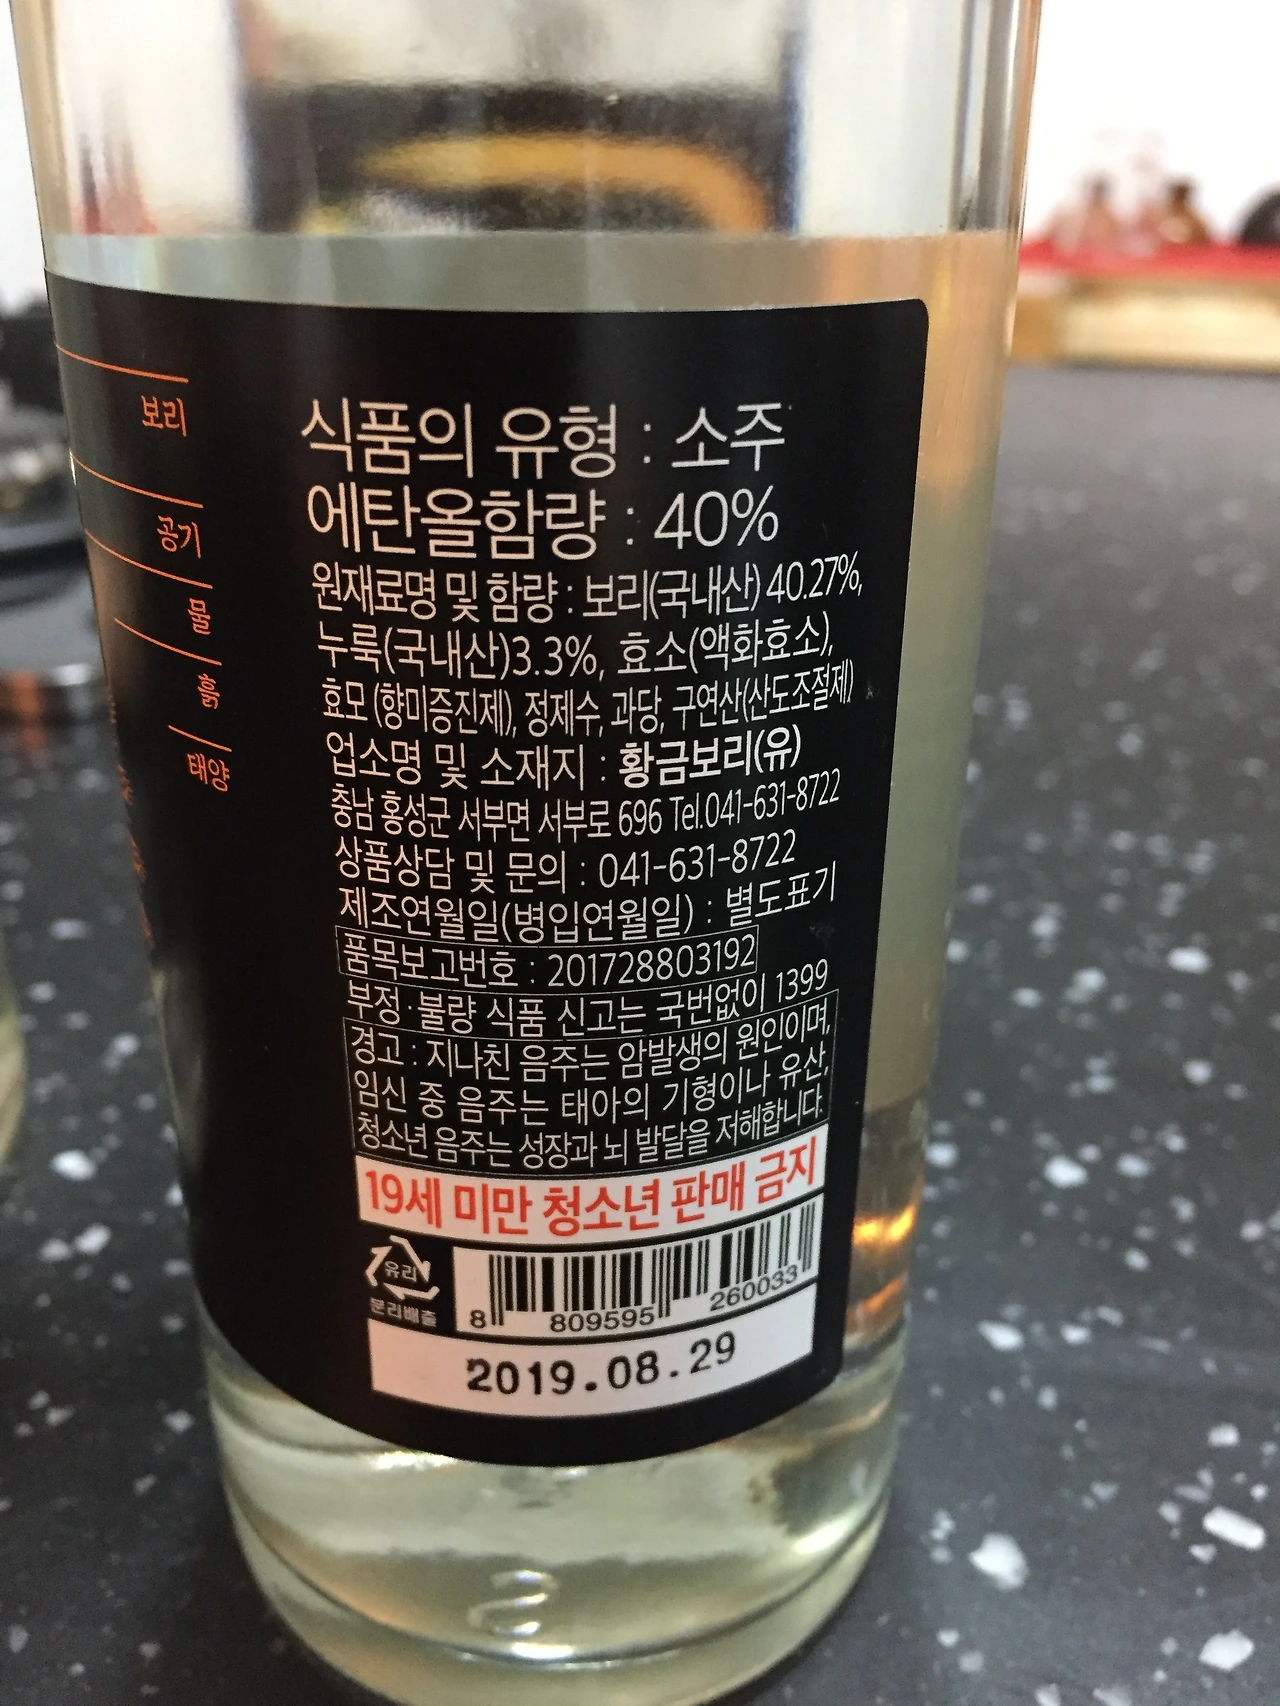 보리
공기
물
흙
태양
식품의 유형 : 소주
에탄올함량 : 40%
원재료명 및 함량 : 보리(국내산) 40.27%,
누룩(국내산)3.3%, 효소(액화효소),
효모 (향미증진제), 정제수, 과당, 구연산(산도조절제)
업소명 및 소재지 : 황금보리(유)
충남 홍성군 서부면 서부로 696 Tel.041-631-8722
상품상담 및 문의 : 041-631-8722
제조연월일(병입연월일) : 별도표기
품목보고번호 : 201728803192
부정·불량 식품 신고는 국번없이 1399
경고 : 지나친 음주는 암발생의 원인이며,
임신 중 음주는 태아의 기형이나 유산,
청소년 음주는 성장과 뇌 발달을 저해합니다.
19세 미만 청소년 판매 금지
유리
분리배출
8 809595 260033
2019.08.29